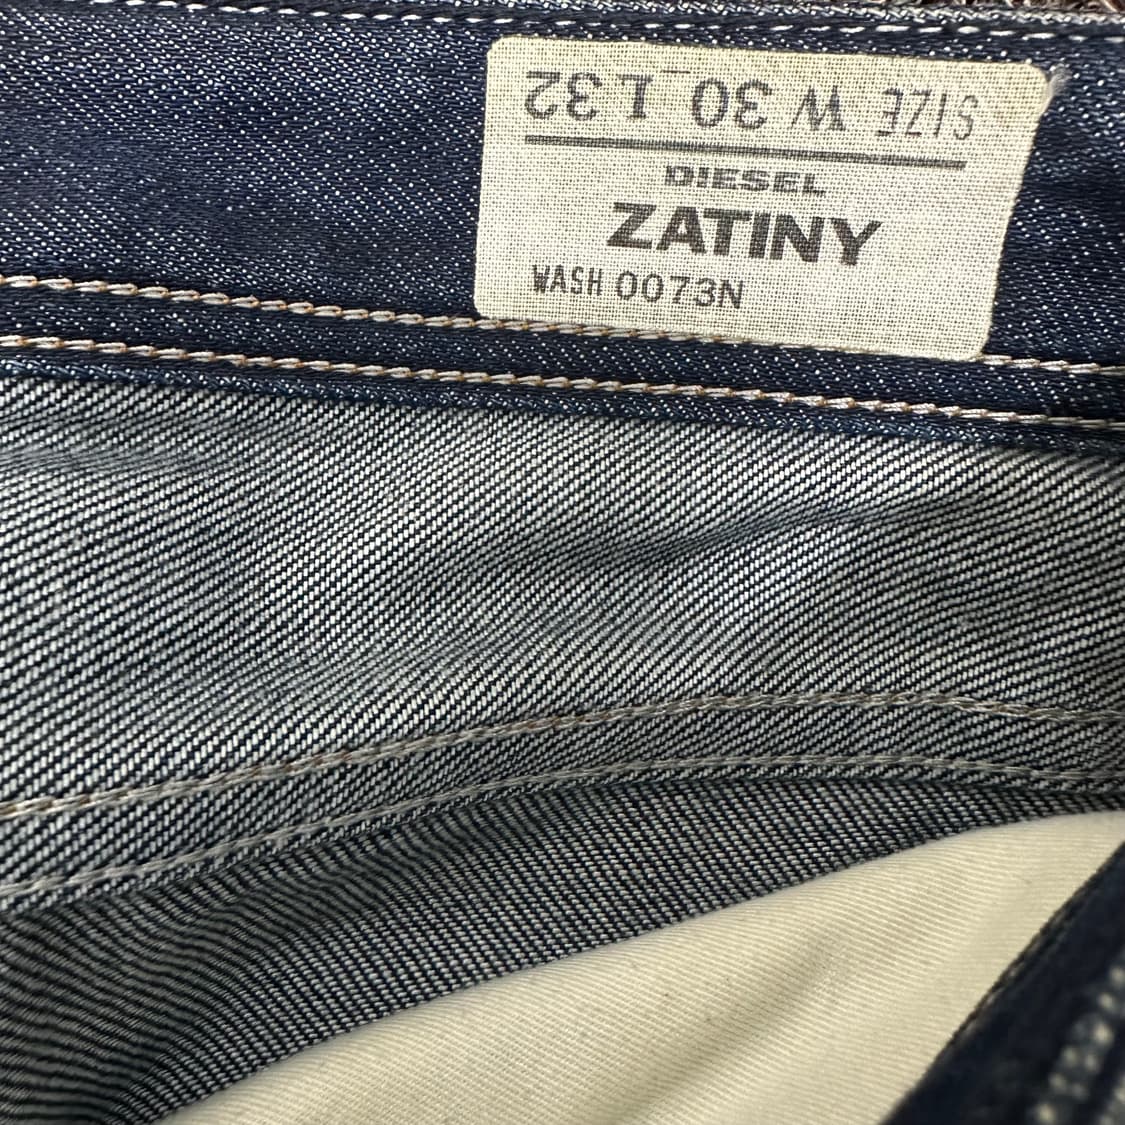 SIZE W 30 L 32
DIESEL
ZATINY
WASH 0073N